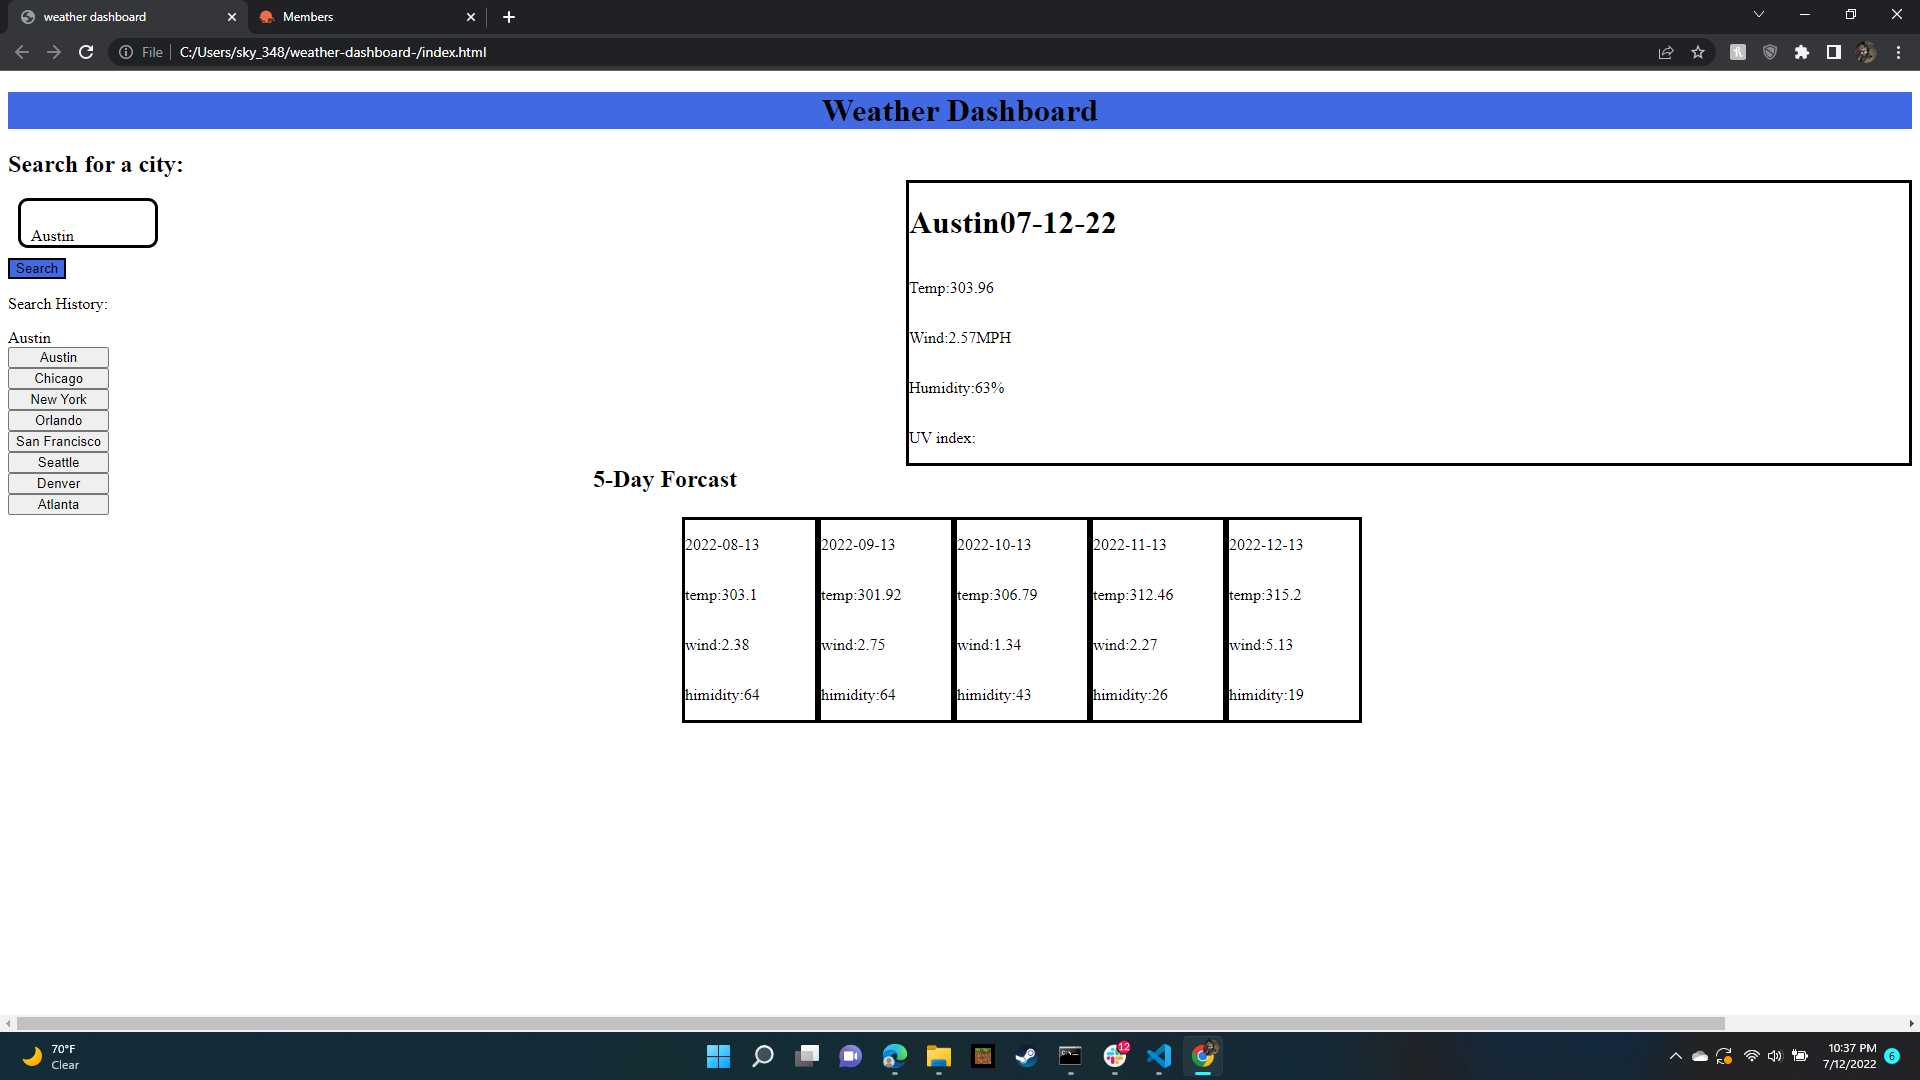 weather dashboard
Members
File
C:/Users/sky_348/weather-dashboard-/index.html
Weather Dashboard
Search for a city:
Austin
Search
Search History:
Austin
Austin
Chicago
New York
Orlando
San Francisco
Seattle
Denver
Atlanta
Austin07-12-22
Temp:303.96
Wind:2.57MPH
Humidity:63%
UV index:
5-Day Forcast
2022-08-13
temp:303.1
wind:2.38
himidity:64
2022-09-13
temp:301.92
wind:2.75
himidity:64
2022-10-13
temp:306.79
wind:1.34
himidity:43
2022-11-13
temp:312.46
wind:2.27
himidity:26
2022-12-13
temp:315.2
wind:5.13
himidity:19
70°F
Clear
12
10:37 PM
7/12/2022
6